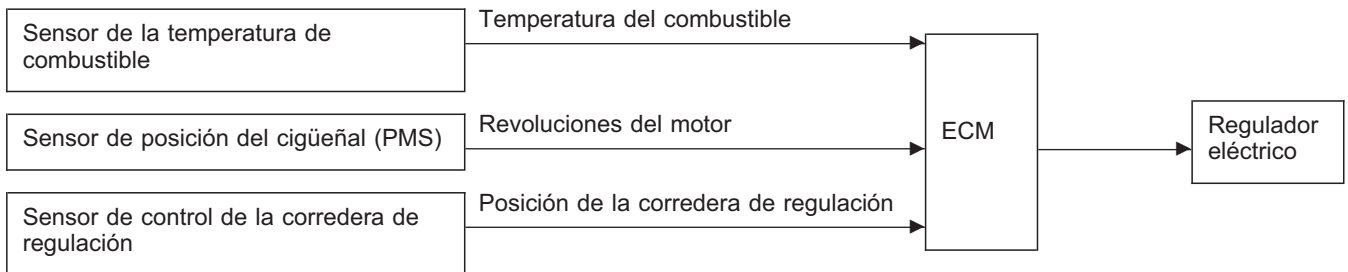 Sensor de la temperatura de
combustible
Temperatura del combustible
Sensor de posición del cigüeñal (PMS)
Revoluciones del motor
Sensor de control de la corredera de
regulación
Posición de la corredera de regulación
ECM
Regulador
eléctrico